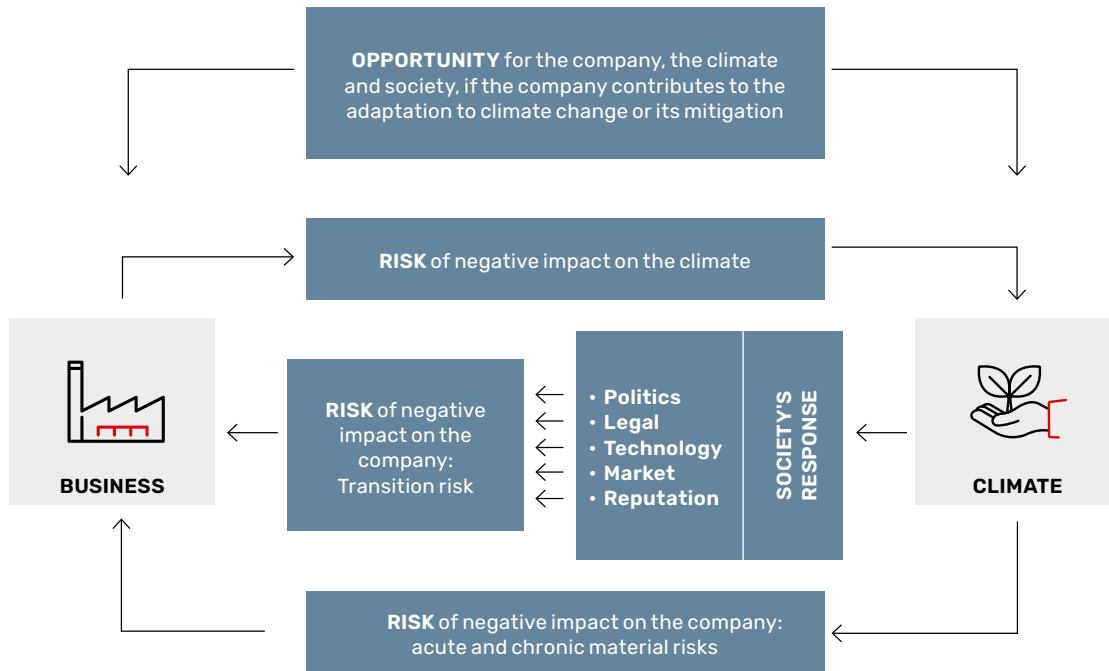 OPPORTUNITY for the company, the climate
and society, if the company contributes to the
adaptation to climate change or its mitigation
RISK of negative impact on the climate
BUSINESS
RISK of negative
impact on the
company:
Transition risk
• Politics
• Legal
• Technology
• Market
• Reputation
SOCIETY'S
RESPONSE
CLIMATE
RISK of negative impact on the company:
acute and chronic material risks